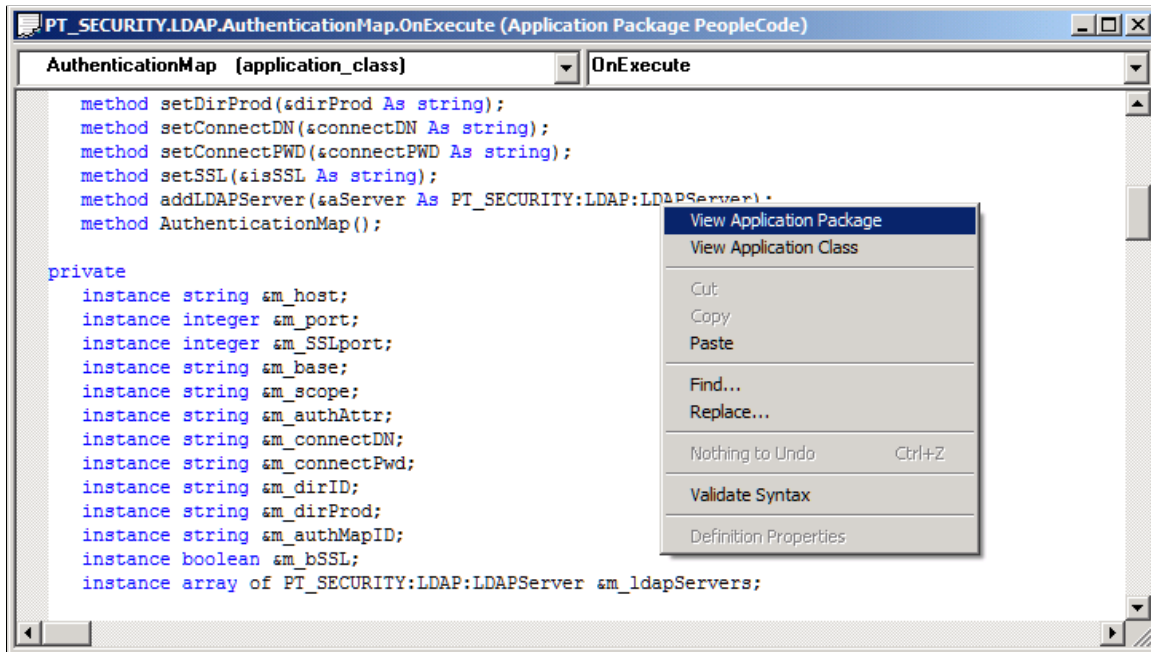 PT_SECURITY.LDAP.AuthenticationMap.OnExecute (Application Package PeopleCode)
AuthenticationMap (application_class) OnExecute
method setDirProd(&dirProd As string);
method setConnectDN(&connectDN As string);
method setConnectPWD(&connectPWD As string);
method setSSL(&isSSL As string);
method addLDAPServer(&aServer As PT_SECURITY:LDAP:LDAPServer);
method AuthenticationMap();
private
instance string &m_host;
instance integer &m_port;
instance integer &m_SSLport;
instance string &m_base;
instance string &m_scope;
instance string &m_authAttr;
instance string &m_connectDN;
instance string &m_connectPwd;
instance string &m_dirID;
instance string &m_dirProd;
instance string &m_authMapID;
instance boolean &m_bSSL;
instance array of PT_SECURITY:LDAP:LDAPServer &m_ldapServers;
View Application Package
View Application Class
Cut
Copy
Paste
Find...
Replace...
Nothing to Undo Ctrl+Z
Validate Syntax
Definition Properties